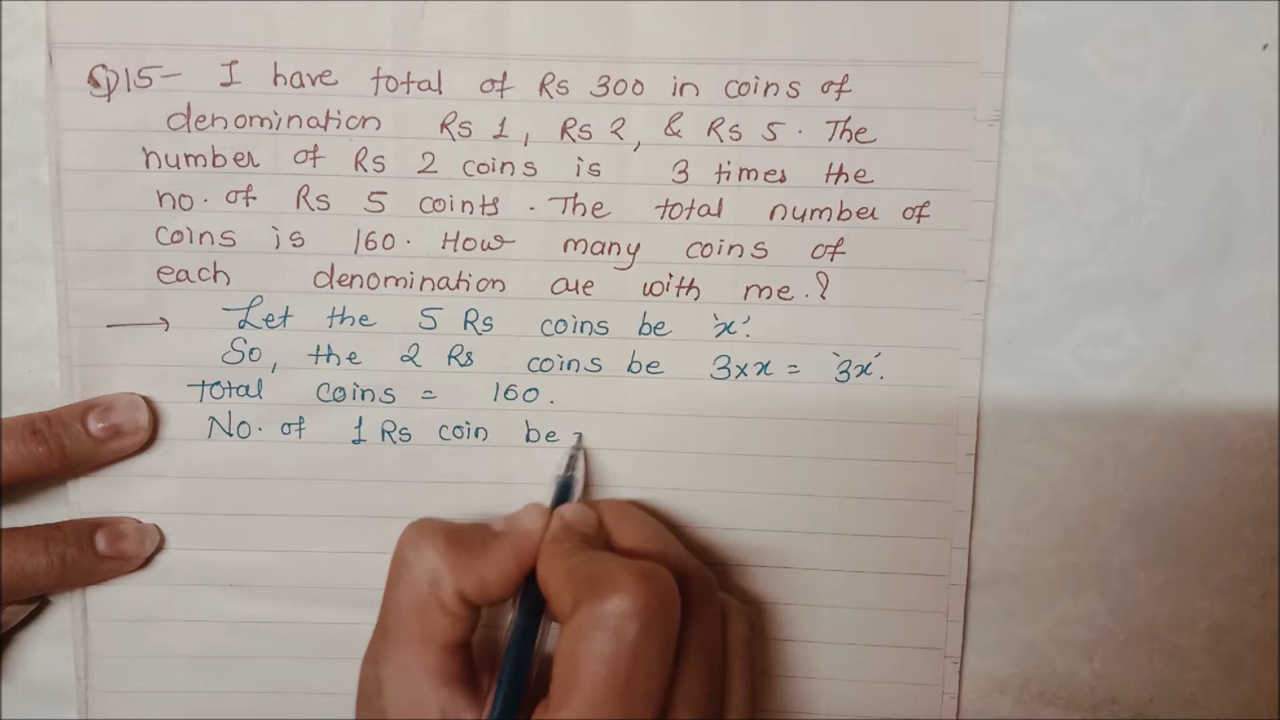 Q15- I have total of Rs 300 in coins of
denomination Rs 1, Rs 2, & Rs 5. The
number of Rs 2 coins is 3 times the
no. of Rs 5 coints. The total number of
coins is 160. How many coins of
each denomination are with me.?
→ Let the 5 Rs coins be 'x'.
So, the 2 Rs coins be 3×x = '3x'.
Total coins = 160.
No. of 1 Rs coin be